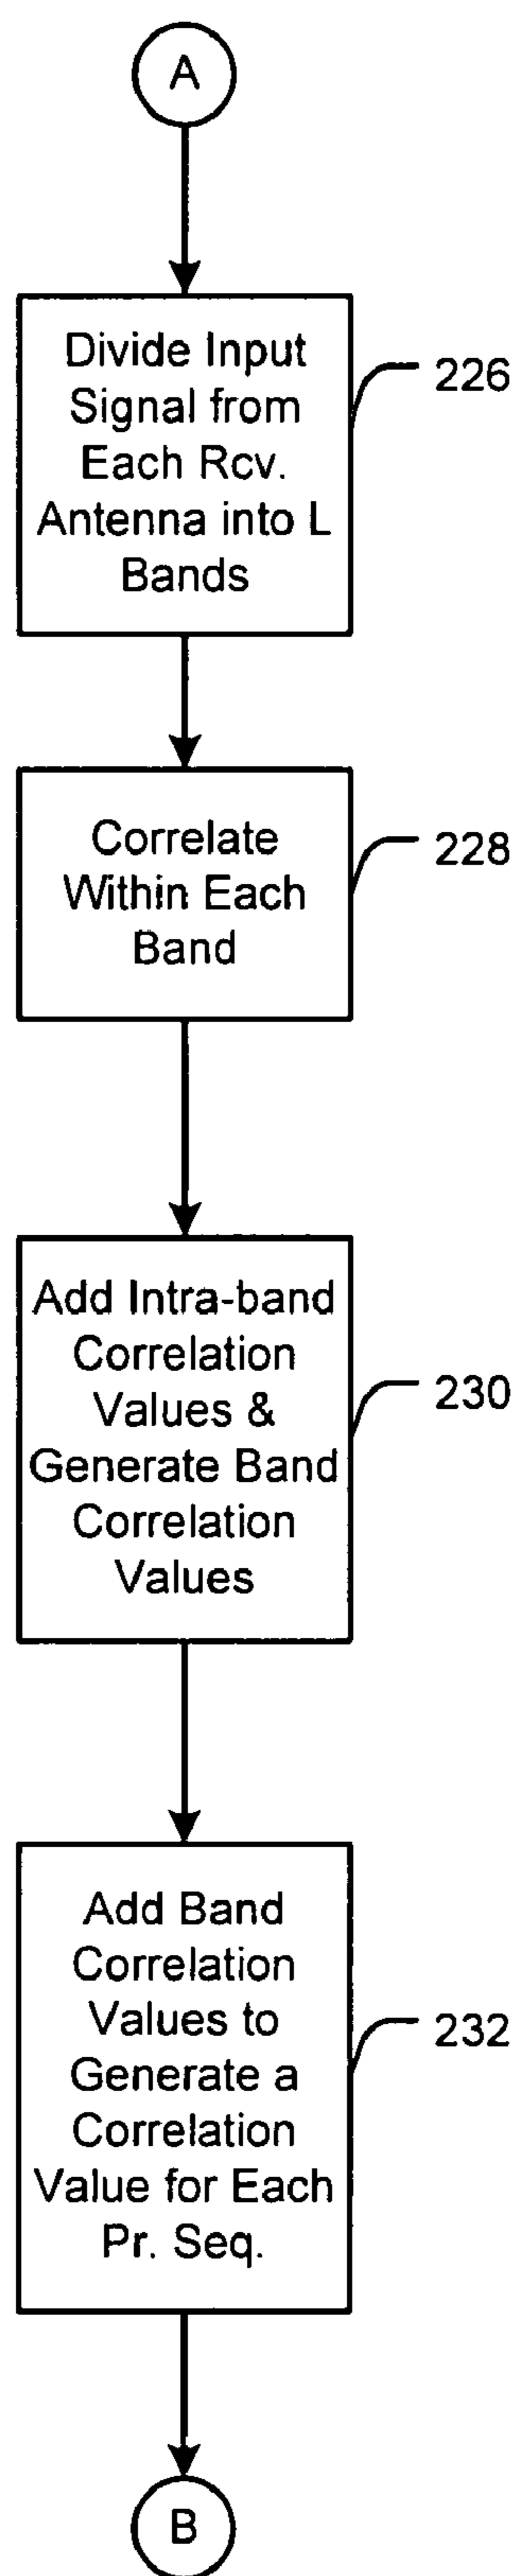 A
Divide Input
Signal from
Each Rcv.
Antenna into L
Bands
226
Correlate
Within Each
Band
228
Add Intra-band
Correlation
Values &
Generate Band
Correlation
Values
230
Add Band
Correlation
Values to
Generate a
Correlation
Value for Each
Pr. Seq.
232
B